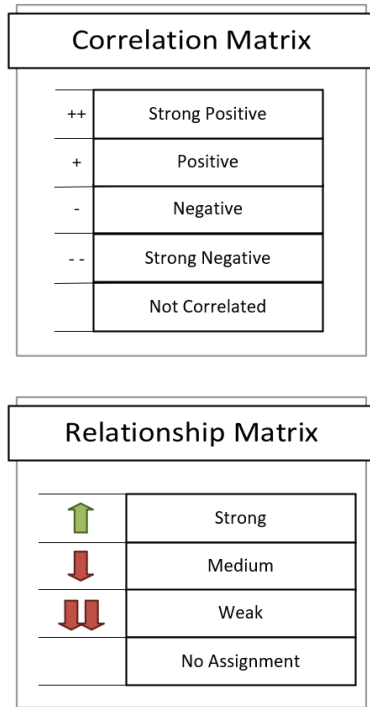 Correlation Matrix
++ Strong Positive
+ Positive
- Negative
- - Strong Negative
Not Correlated
Relationship Matrix
Strong
Medium
Weak
No Assignment